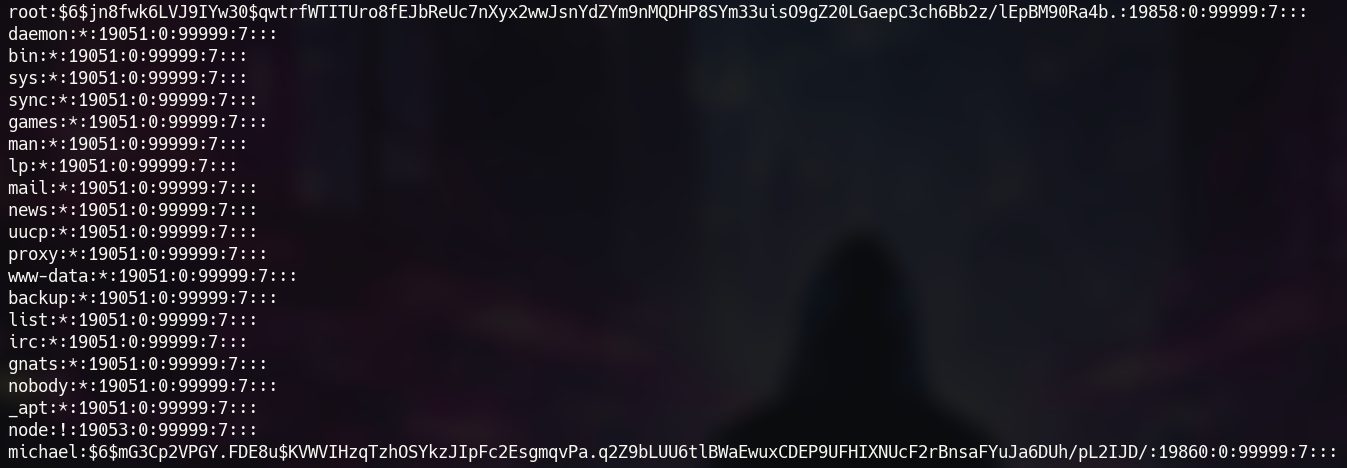 root:$6$jn8fwk6LVJ9IYw30$qwtrfWTITUro8fEJbReUc7nXyx2wwJsnYdZYm9nMQDHP8SYm33uisO9gZ20LGaepC3ch6Bb2z/lEpBM90Ra4b.:19858:0:99999:7:::
daemon:*:19051:0:99999:7:::
bin:*:19051:0:99999:7:::
sys:*:19051:0:99999:7:::
sync:*:19051:0:99999:7:::
games:*:19051:0:99999:7:::
man:*:19051:0:99999:7:::
lp:*:19051:0:99999:7:::
mail:*:19051:0:99999:7:::
news:*:19051:0:99999:7:::
uucp:*:19051:0:99999:7:::
proxy:*:19051:0:99999:7:::
www-data:*:19051:0:99999:7:::
backup:*:19051:0:99999:7:::
list:*:19051:0:99999:7:::
irc:*:19051:0:99999:7:::
gnats:*:19051:0:99999:7:::
nobody:*:19051:0:99999:7:::
_apt:*:19051:0:99999:7:::
node:!:19053:0:99999:7:::
michael:$6$mG3Cp2VPGY.FDE8u$KVWVIHzqTzhOSYkzJIpFc2EsgmqvPa.q2Z9bLUU6tlBWaEwuxCDEP9UFHIXNUcF2rBnsaFYuJa6DUh/pL2IJD/:19860:0:99999:7:::